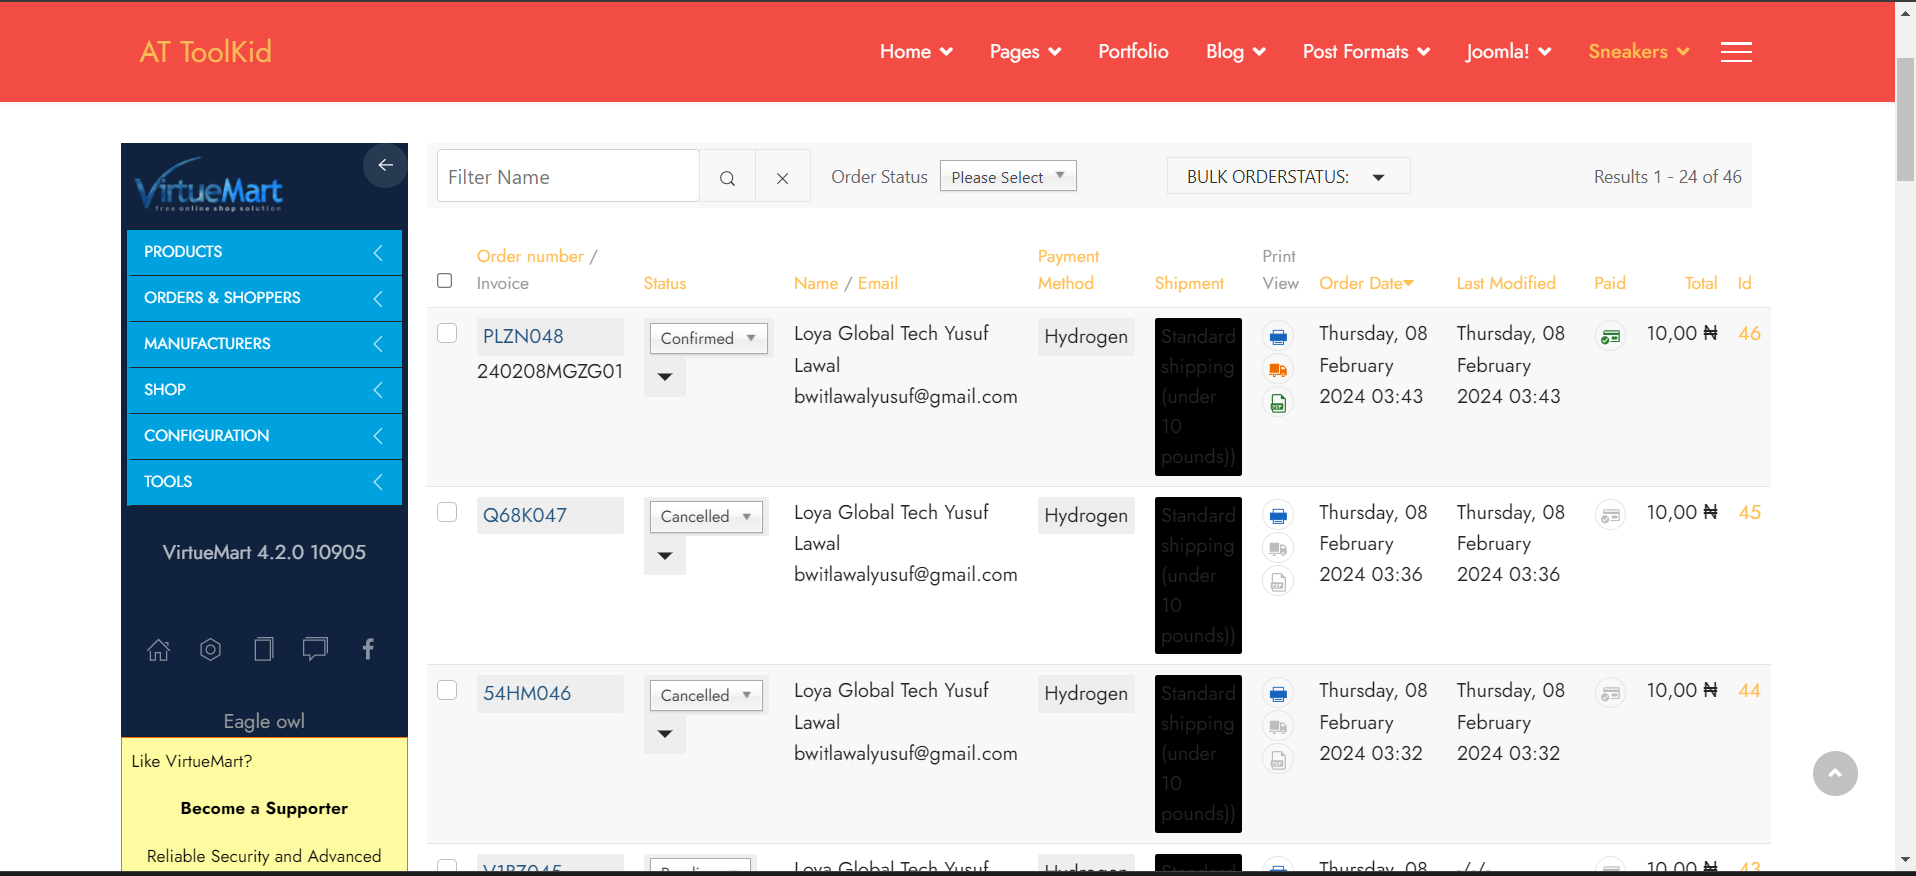 AT ToolKid
Home Pages Portfolio Blog Post Formats Joomla! Sneakers
VirtueMart
free online shop solution
PRODUCTS
ORDERS & SHOPPERS
MANUFACTURERS
SHOP
CONFIGURATION
TOOLS
VirtueMart 4.2.0 10905
Eagle owl
Like VirtueMart?
Become a Supporter
Reliable Security and Advanced
Filter Name
Order Status Please Select
BULK ORDERSTATUS:
Results 1 - 24 of 46
Order number / Invoice
Status
Name / Email
Payment Method
Shipment
Print View
Order Date
Last Modified
Paid
Total
Id
PLZN048
240208MGZG01
Confirmed
Loya Global Tech Yusuf
Lawal
bwitlawalyusuf@gmail.com
Hydrogen
Standard
shipping
(under
10
pounds))
Thursday, 08
February
2024 03:43
Thursday, 08
February
2024 03:43
10,00 ₦
46
Q68K047
Cancelled
Loya Global Tech Yusuf
Lawal
bwitlawalyusuf@gmail.com
Hydrogen
Standard
shipping
(under
10
pounds))
Thursday, 08
February
2024 03:36
Thursday, 08
February
2024 03:36
10,00 ₦
45
54HM046
Cancelled
Loya Global Tech Yusuf
Lawal
bwitlawalyusuf@gmail.com
Hydrogen
Standard
shipping
(under
10
pounds))
Thursday, 08
February
2024 03:32
Thursday, 08
February
2024 03:32
10,00 ₦
44
Loya Global Tech Yusuf
Hydrogen
Standard
Thursday, 08
10,00 ₦
43